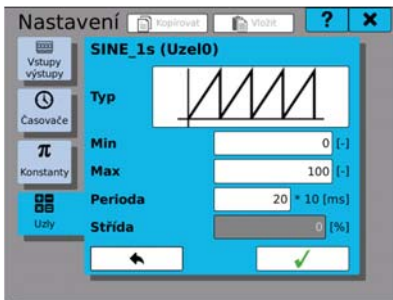 Nastavení Kopírovat Vložit ? ×
Vstupy
výstupy
Časovače
π
Konstanty
Uzly
SINE_1s (Uzel0)
Typ
Min 0 [-]
Max 100 [-]
Perioda 20 * 10 [ms]
Střída 0 [%]